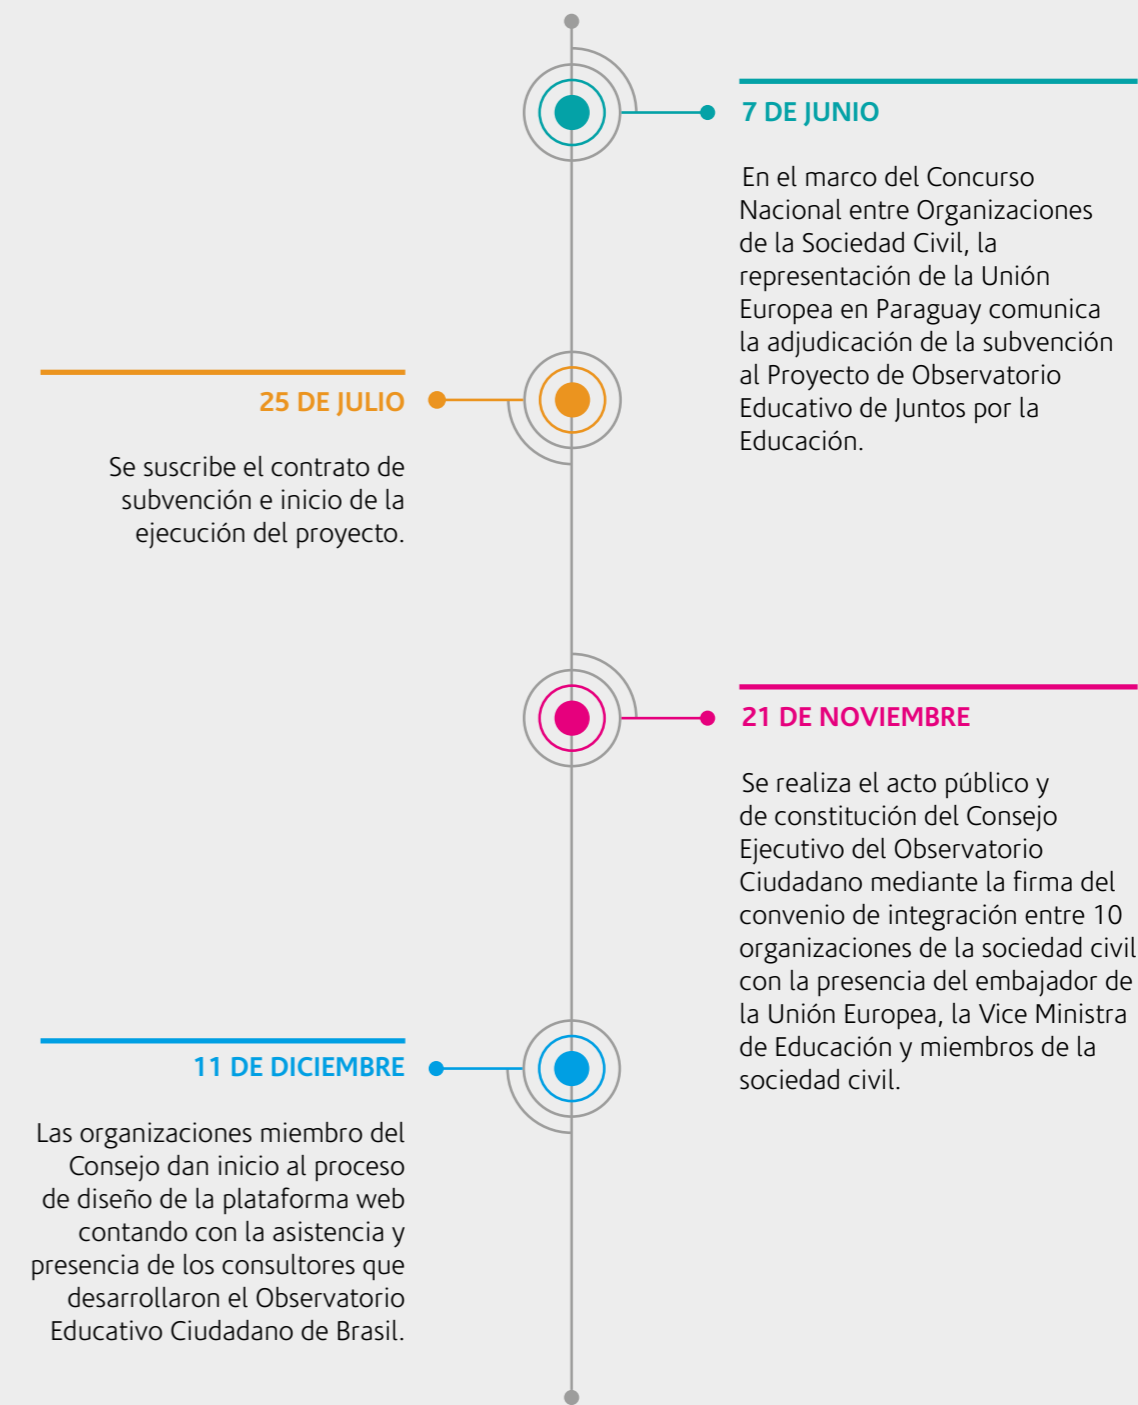 7 DE JUNIO
En el marco del Concurso
Nacional entre Organizaciones
de la Sociedad Civil, la
representación de la Unión
Europea en Paraguay comunica
la adjudicación de la subvención
al Proyecto de Observatorio
Educativo de Juntos por la
Educación.
25 DE JULIO
Se suscribe el contrato de
subvención e inicio de la
ejecución del proyecto.
21 DE NOVIEMBRE
Se realiza el acto público y
de constitución del Consejo
Ejecutivo del Observatorio
Ciudadano mediante la firma del
convenio de integración entre 10
organizaciones de la sociedad civil
con la presencia del embajador de
la Unión Europea, la Vice Ministra
de Educación y miembros de la
sociedad civil.
11 DE DICIEMBRE
Las organizaciones miembro del
Consejo dan inicio al proceso
de diseño de la plataforma web
contando con la asistencia y
presencia de los consultores que
desarrollaron el Observatorio
Educativo Ciudadano de Brasil.